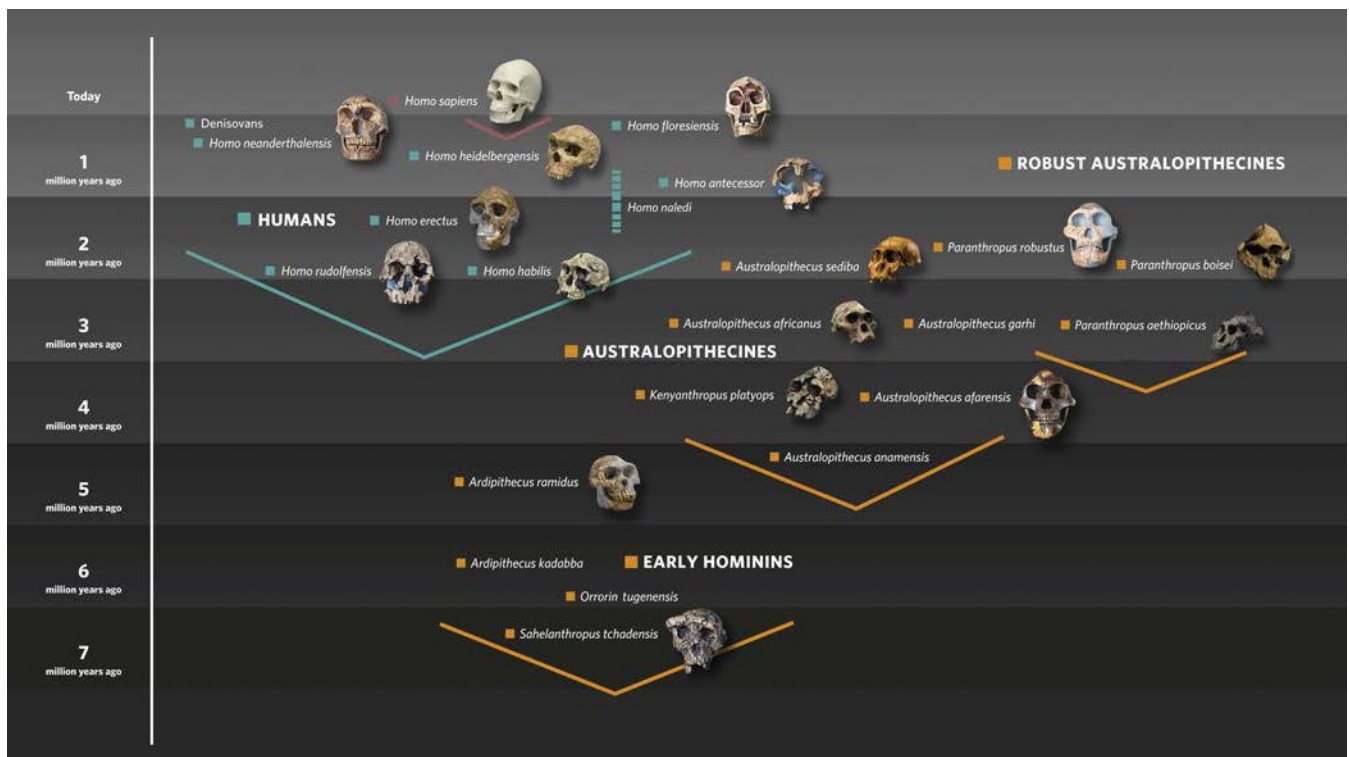 Today
Homo sapiens
Denisovans
Homo floresiensis
Homo neanderthalensis
Homo heidelbergensis
1
million years ago
ROBUST AUSTRALOPITHECINES
Homo antecessor
Homo naledi
HUMANS
Homo erectus
2
million years ago
Paranthropus robustus
Australopithecus sediba
Paranthropus boisei
Homo rudolfensis
Homo habilis
3
million years ago
Australopithecus africanus
Australopithecus garhi
Paranthropus aethiopicus
AUSTRALOPITHECINES
4
million years ago
Kenyanthropus platyops
Australopithecus afarensis
Australopithecus anamensis
5
million years ago
Ardipithecus ramidus
6
million years ago
Ardipithecus kadabba
EARLY HOMININS
Orrorin tugenensis
Sahelanthropus tchadensis
7
million years ago